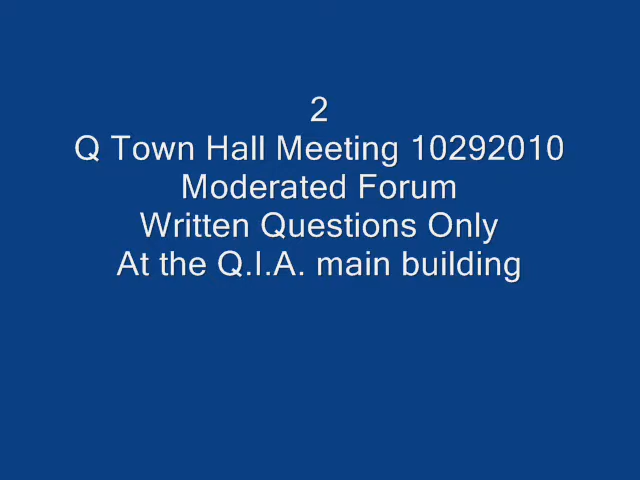 2
Q Town Hall Meeting 10292010
Moderated Forum
Written Questions Only
At the Q.I.A. main building